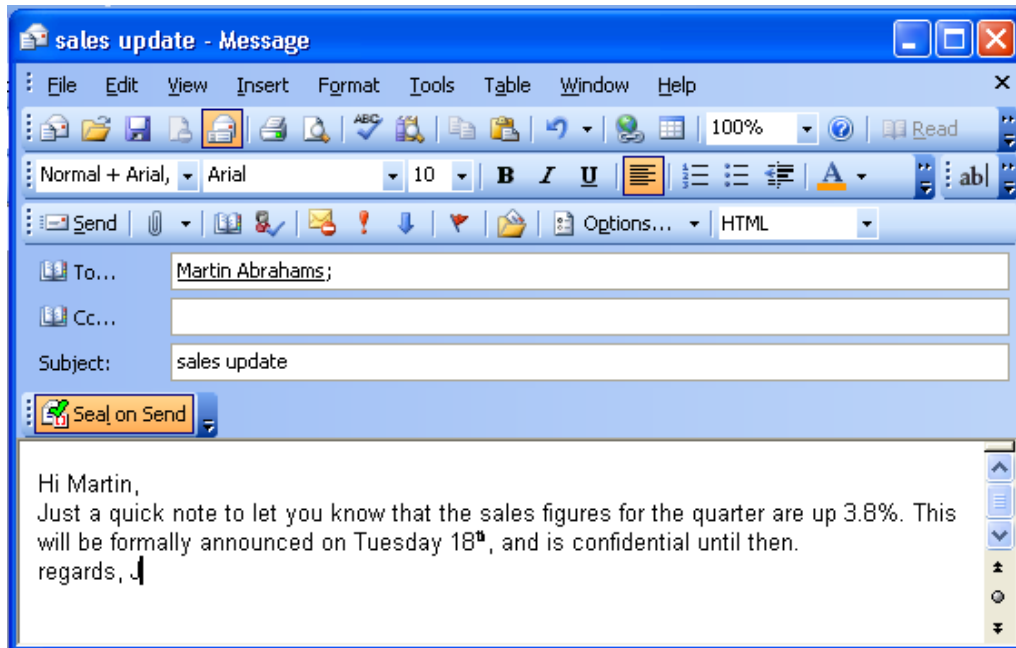 sales update - Message
File Edit View Insert Format Tools Table Window Help
ABC 100% Read
Normal + Arial, Arial 10 B I U A ab
Send Options... HTML
To... Martin Abrahams;
Cc...
Subject: sales update
Seal on Send
Hi Martin,
Just a quick note to let you know that the sales figures for the quarter are up 3.8%. This
will be formally announced on Tuesday 18th, and is confidential until then.
regards, J